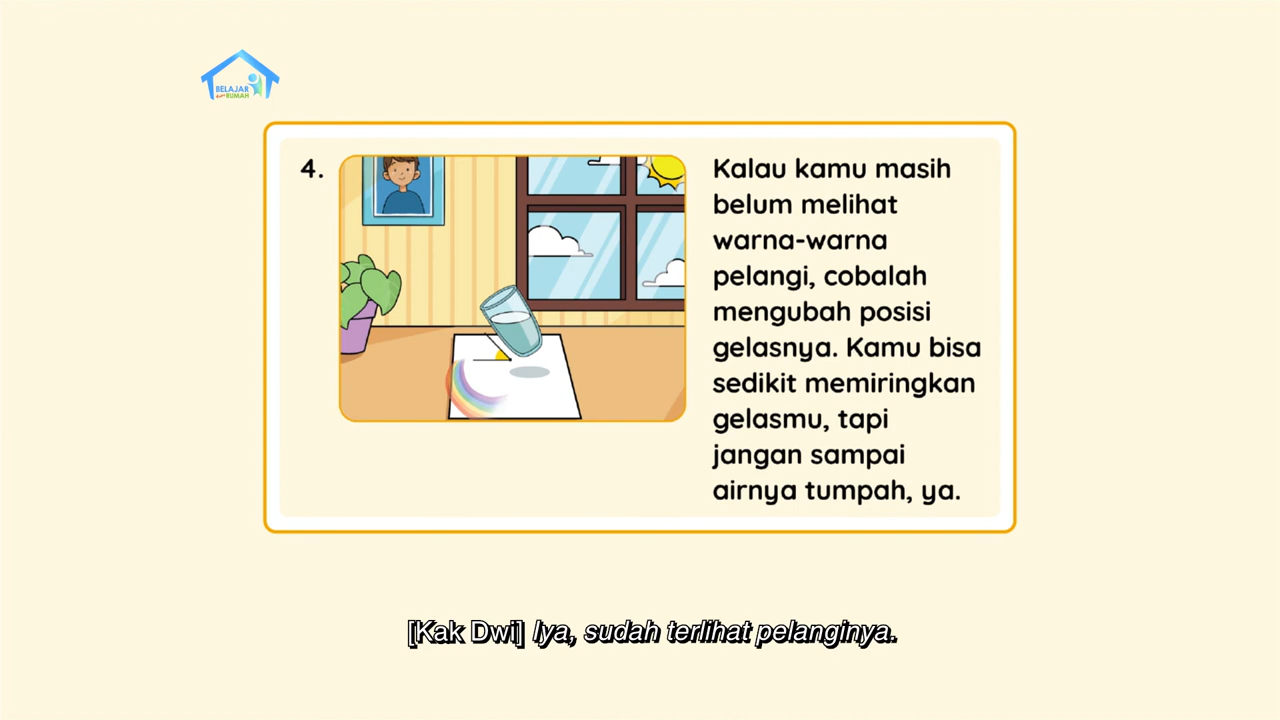 BELAJAR
dari RUMAH
4.
Kalau kamu masih
belum melihat
warna-warna
pelangi, cobalah
mengubah posisi
gelasnya. Kamu bisa
sedikit memiringkan
gelasmu, tapi
jangan sampai
airnya tumpah, ya.
[Kak Dwi] Iya, sudah terlihat pelanginya.